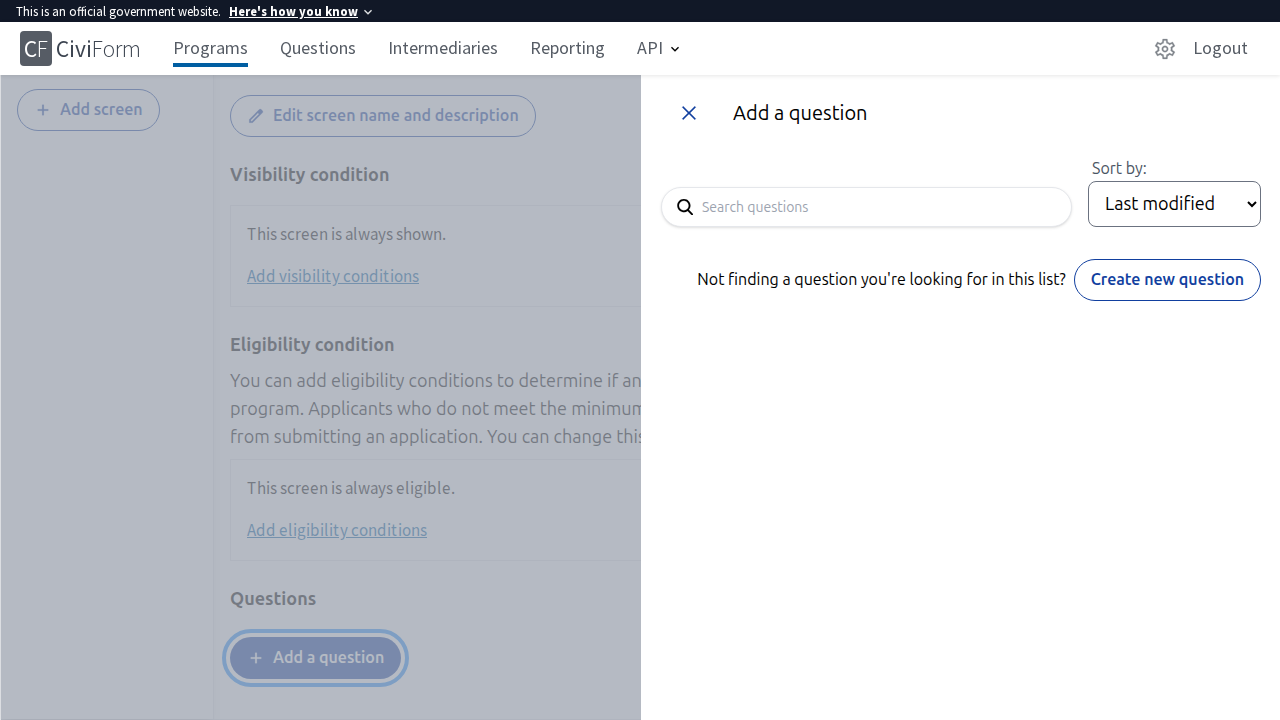 This is an official government website. Here's how you know
CF CiviForm Programs Questions Intermediaries Reporting API Logout
Add screen
Edit screen name and description
Visibility condition
This screen is always shown.
Add visibility conditions
Eligibility condition
You can add eligibility conditions to determine if an
program. Applicants who do not meet the minimum
from submitting an application. You can change this
This screen is always eligible.
Add eligibility conditions
Questions
Add a question
Add a question
Sort by:
Search questions
Last modified
Not finding a question you're looking for in this list? Create new question